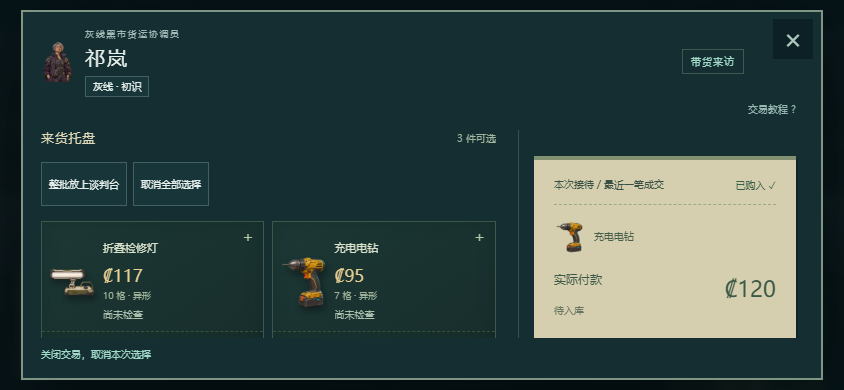 灰线黑市货运协调员
祁岚
灰线 · 初识
带货来访
交易教程 ?
来货托盘
3 件可选
整批放上谈判台
取消全部选择
折叠检修灯
₡117
10 格 · 异形
尚未检查
充电电钻
₡95
7 格 · 异形
尚未检查
本次接待 / 最近一笔成交
已购入 ✓
充电电钻
实际付款
₡120
待入库
关闭交易，取消本次选择